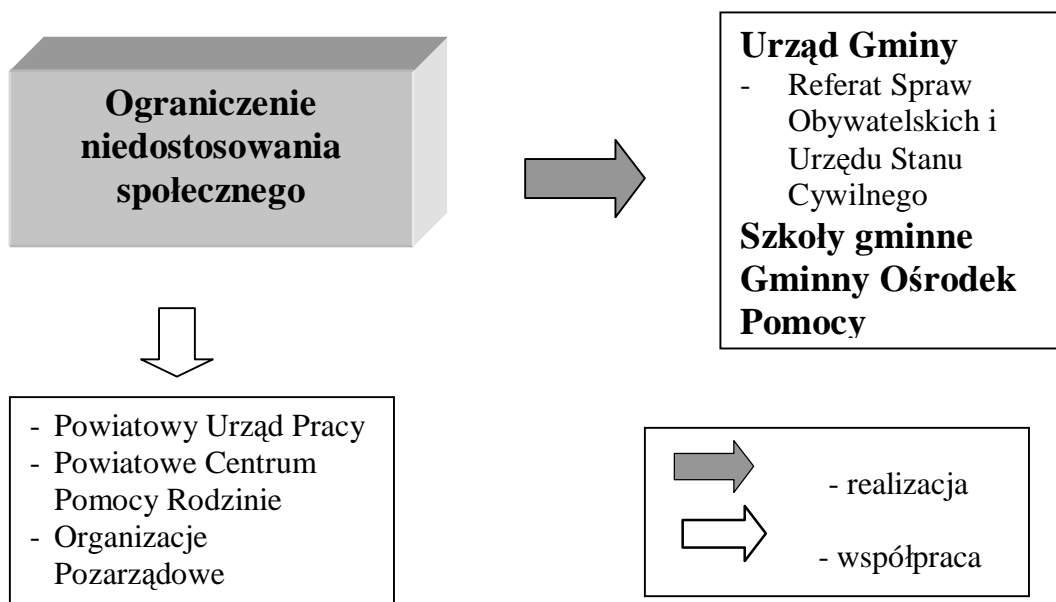 Ograniczenie
niedostosowania
społecznego
Urząd Gminy
- Referat Spraw
Obywatelskich i
Urzędu Stanu
Cywilnego
Szkoły gminne
Gminny Ośrodek
Pomocy
- Powiatowy Urząd Pracy
- Powiatowe Centrum
Pomocy Rodzinie
- Organizacje
Pozarządowe
- realizacja
- współpraca